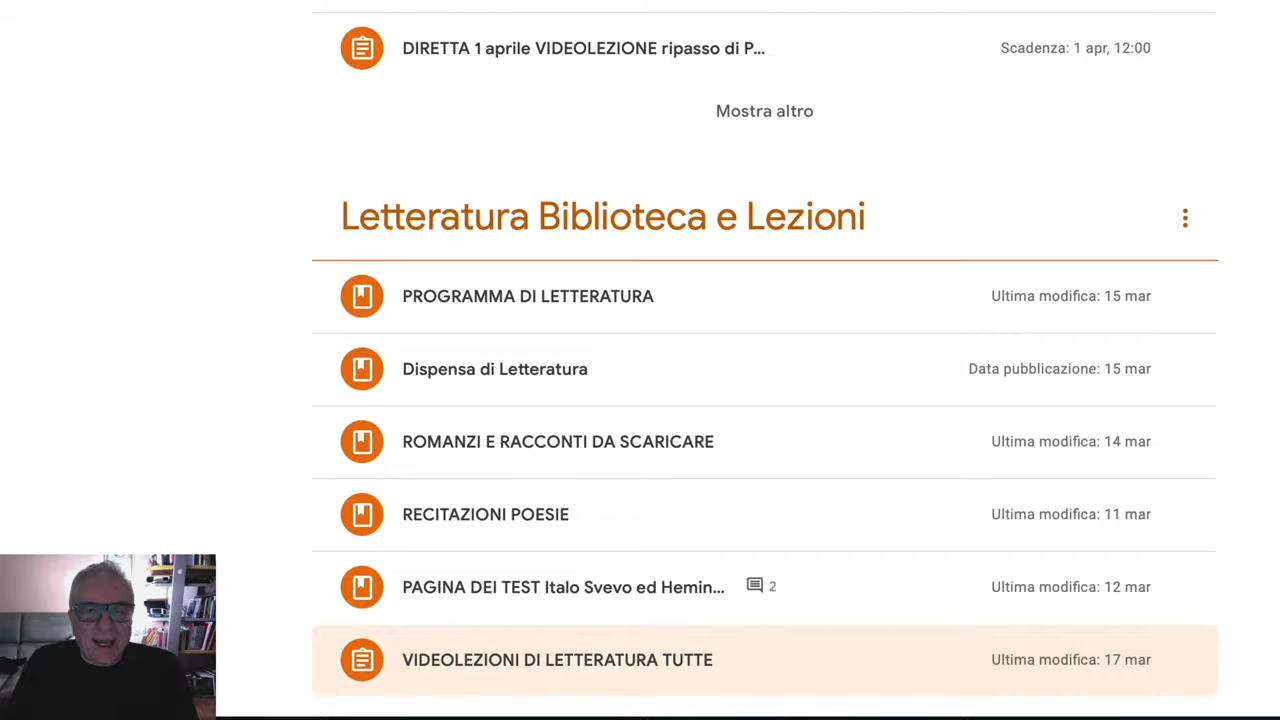 DIRETTA 1 aprile VIDEOLEZIONE ripasso di P... Scadenza: 1 apr, 12:00
Mostra altro
Letteratura Biblioteca e Lezioni
PROGRAMMA DI LETTERATURA Ultima modifica: 15 mar
Dispensa di Letteratura Data pubblicazione: 15 mar
ROMANZI E RACCONTI DA SCARICARE Ultima modifica: 14 mar
RECITAZIONI POESIE Ultima modifica: 11 mar
PAGINA DEI TEST Italo Svevo ed Hemin... 2 Ultima modifica: 12 mar
VIDEOLEZIONI DI LETTERATURA TUTTE Ultima modifica: 17 mar